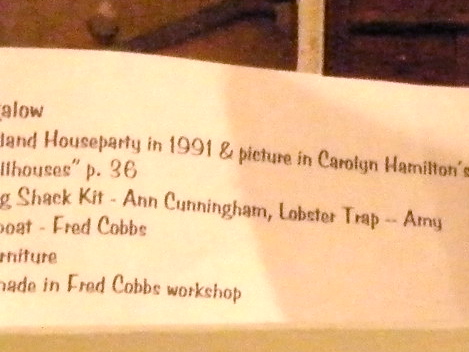 alow
land Houseparty in 1991 & picture in Carolyn Hamilton's
llhouses" p. 36
g Shack Kit - Ann Cunningham, Lobster Trap -- Amy
boat - Fred Cobbs
rniture
made in Fred Cobbs workshop